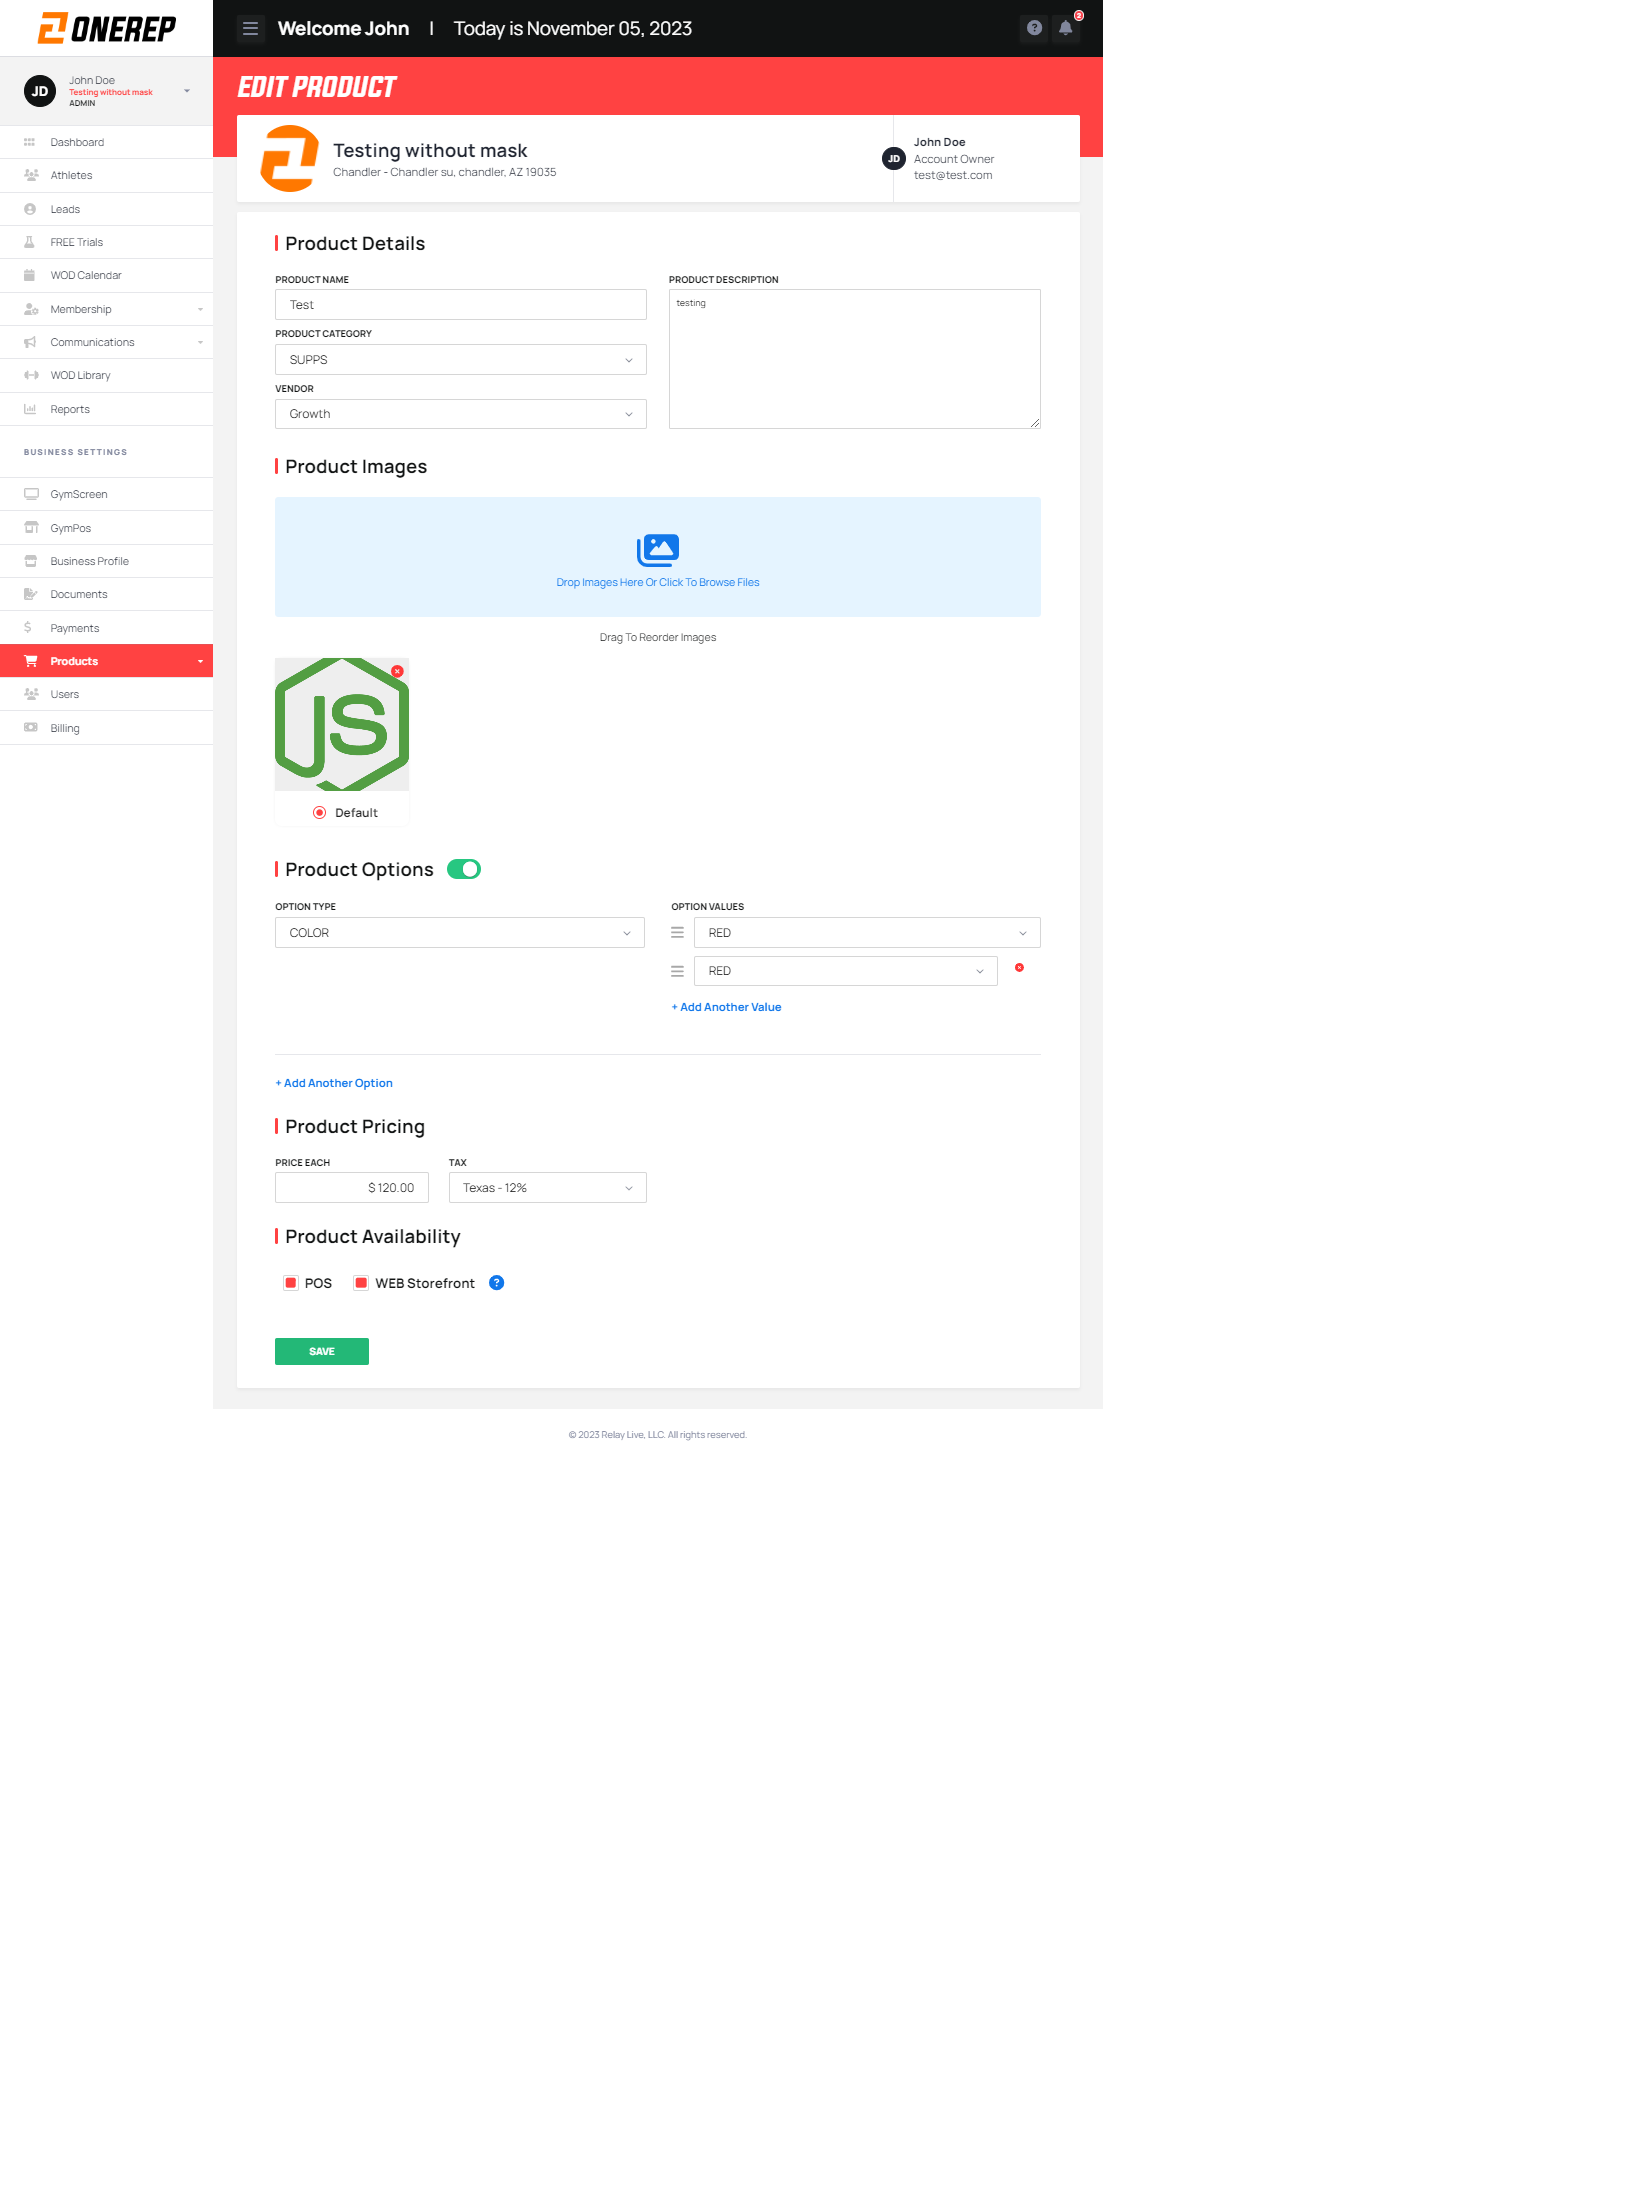 ONEREP
Welcome John | Today is November 05, 2023
2
JD
John Doe
Testing without mask
ADMIN
Dashboard
Athletes
Leads
FREE Trials
WOD Calendar
Membership
Communications
WOD Library
Reports
BUSINESS SETTINGS
GymScreen
GymPos
Business Profile
Documents
Payments
Products
Users
Billing
EDIT PRODUCT
Testing without mask
Chandler - Chandler su, chandler, AZ 19035
JD
John Doe
Account Owner
test@test.com
Product Details
PRODUCT NAME
Test
PRODUCT CATEGORY
SUPPS
VENDOR
Growth
PRODUCT DESCRIPTION
testing
Product Images
Drop Images Here Or Click To Browse Files
Drag To Reorder Images
JS
Default
Product Options
OPTION TYPE
COLOR
OPTION VALUES
RED
RED
+ Add Another Value
+ Add Another Option
Product Pricing
PRICE EACH
$ 120.00
TAX
Texas - 12%
Product Availability
POS
WEB Storefront
?
SAVE
© 2023 Relay Live, LLC. All rights reserved.